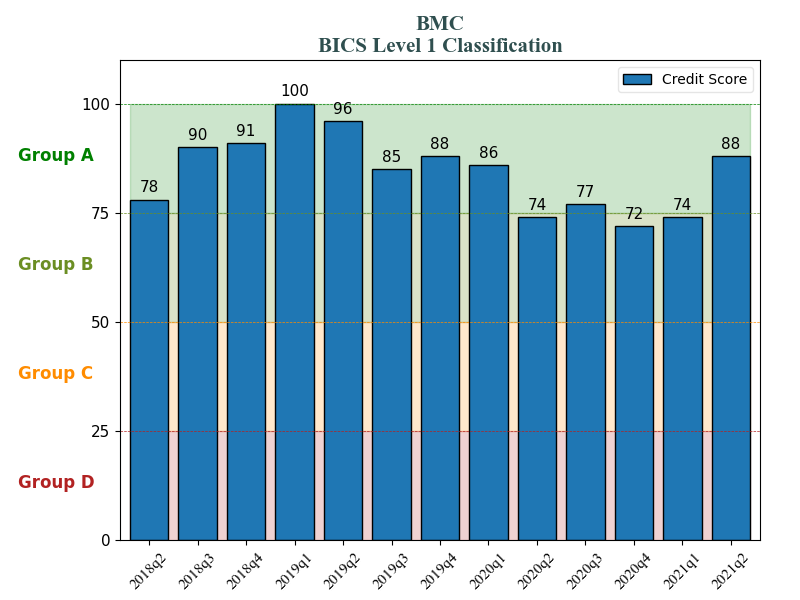 BMC
BICS Level 1 Classification
Credit Score
100
75
50
25
0
Group A
Group B
Group C
Group D
78
90
91
100
96
85
88
86
74
77
72
74
88
2018q2
2018q3
2018q4
2019q1
2019q2
2019q3
2019q4
2020q1
2020q2
2020q3
2020q4
2021q1
2021q2